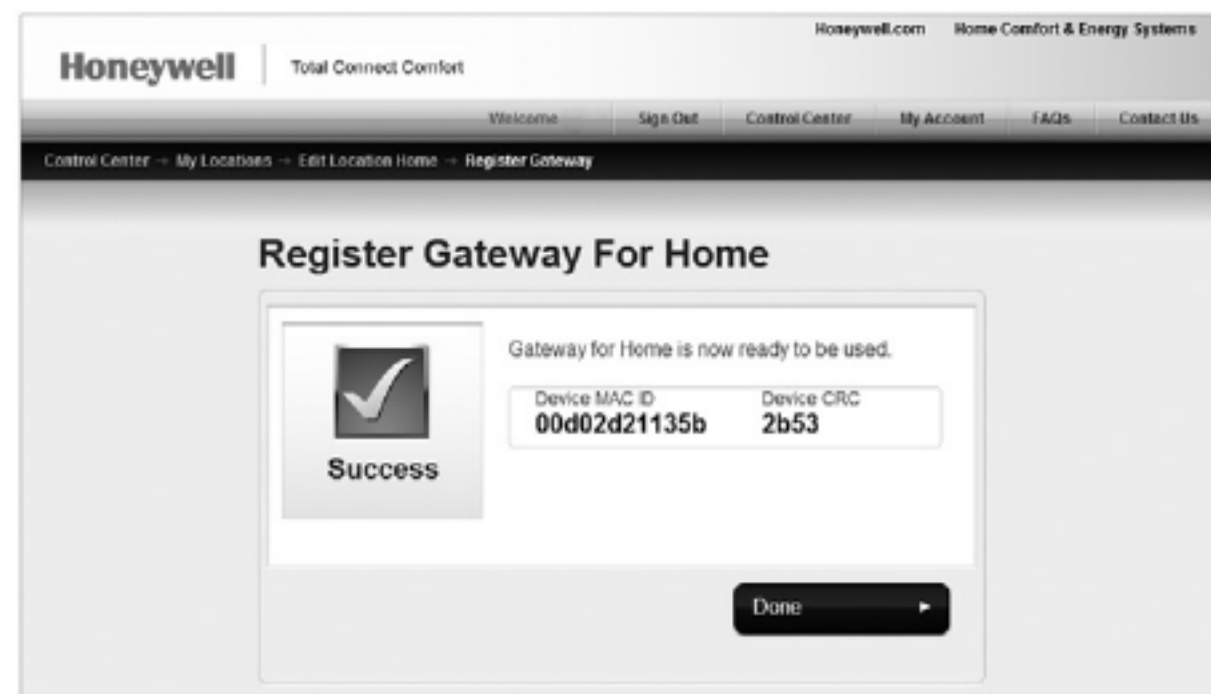 Honeywell.com Home Comfort & Energy Systems
Honeywell Total Connect Comfort
Welcome Sign Out Control Center My Account FAQs Contact Us
Control Center → My Locations → Edit Location Home → Register Gateway
Register Gateway For Home
Gateway for Home is now ready to be used.
Device MAC ID Device CRC
00d02d21135b 2b53
Success
Done